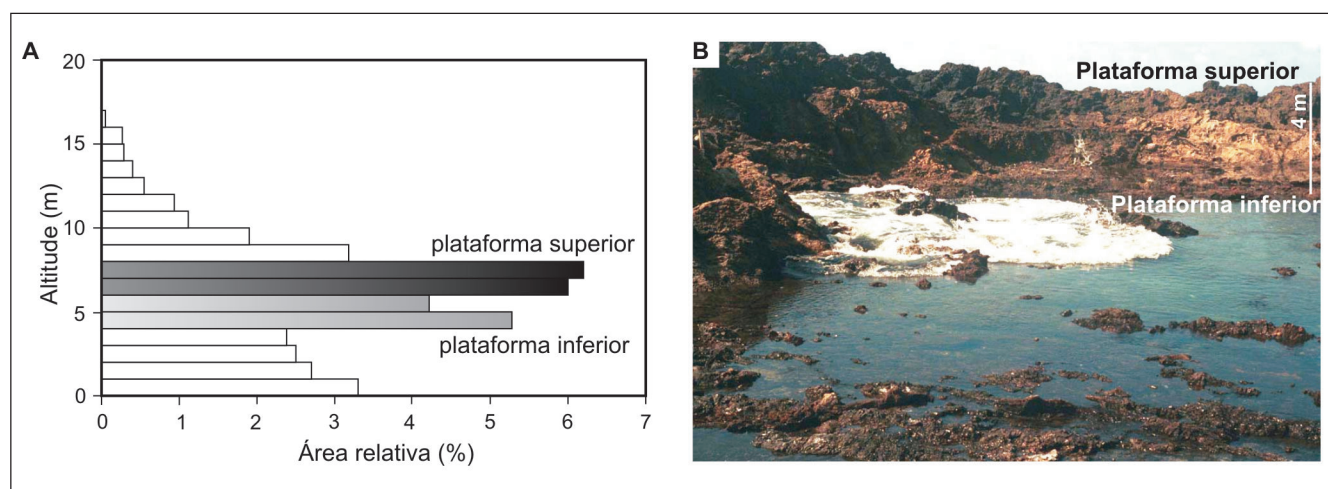 A
20
15
10
5
0
Altitude (m)
plataforma superior
plataforma inferior
0 1 2 3 4 5 6 7
Área relativa (%)
B
Plataforma superior
4 m
Plataforma inferior